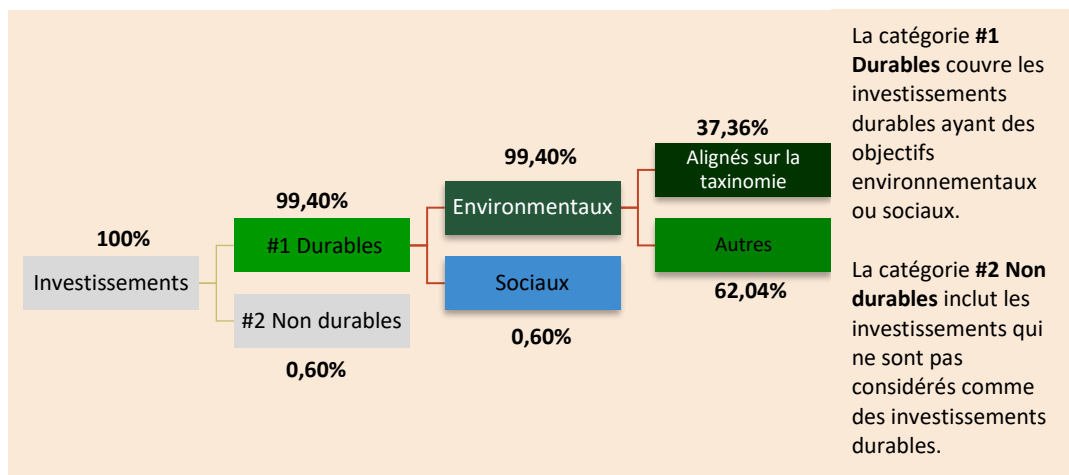 100%
Investissements
99,40%
#1 Durables
#2 Non durables
0,60%
99,40%
Environmentaux
Sociaux
0,60%
37,36%
Alignés sur la
taxinomie
Autres
62,04%
La catégorie #1
Durables couvre les
investissements
durables ayant des
objectifs
environnementaux
ou sociaux.
La catégorie #2 Non
durables inclut les
investissements qui
ne sont pas
considérés comme
des investissements
durables.